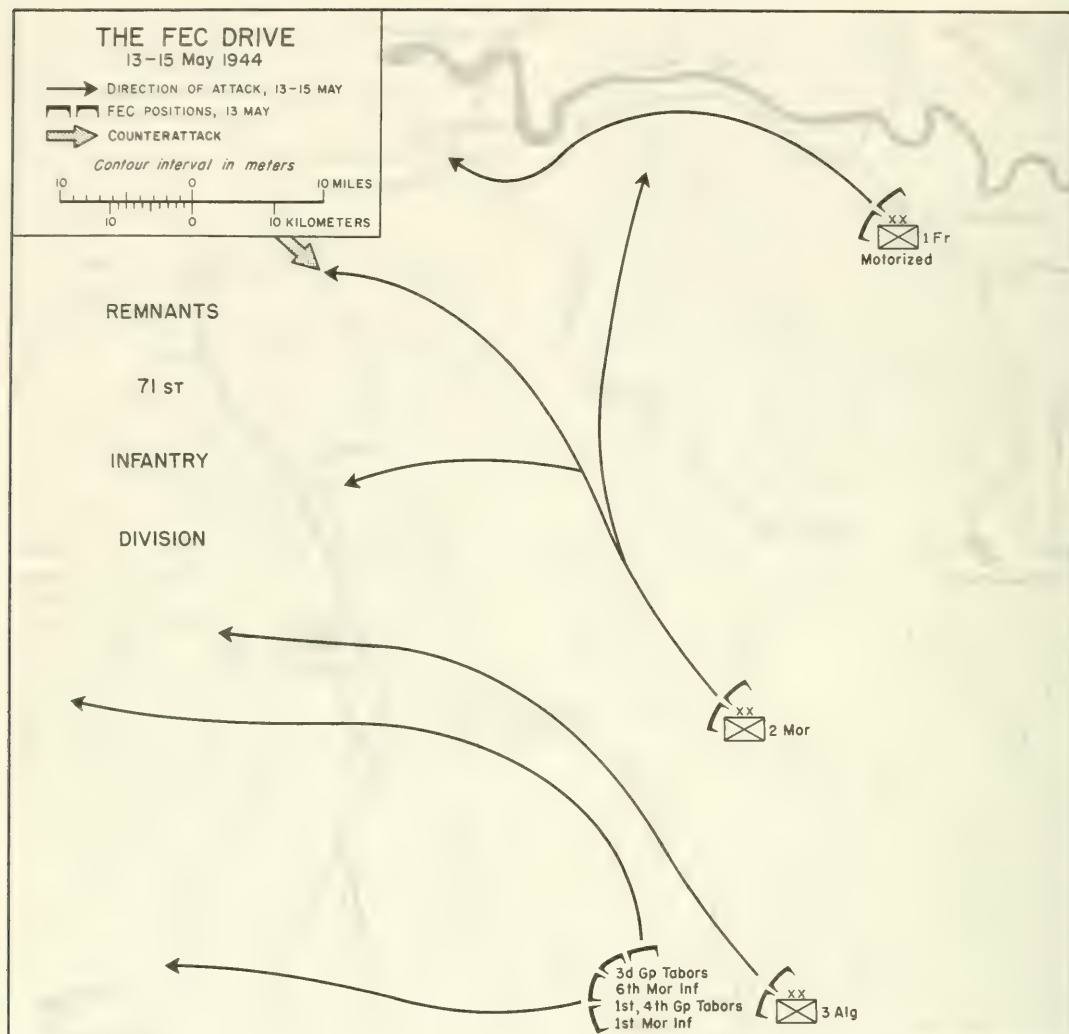 THE FEC DRIVE
13-15 May 1944
DIRECTION OF ATTACK, 13-15 MAY
FEC POSITIONS, 13 MAY
COUNTERATTACK
Contour interval in meters
10 0 10 MILES
10 0 10 KILOMETERS
XX
1 Fr
Motorized
REMNANTS
71 ST
INFANTRY
DIVISION
XX
2 Mor
3d Gp Tabors
6th Mor Inf
1st, 4th Gp Tabors
1st Mor Inf
XX
3 Alg